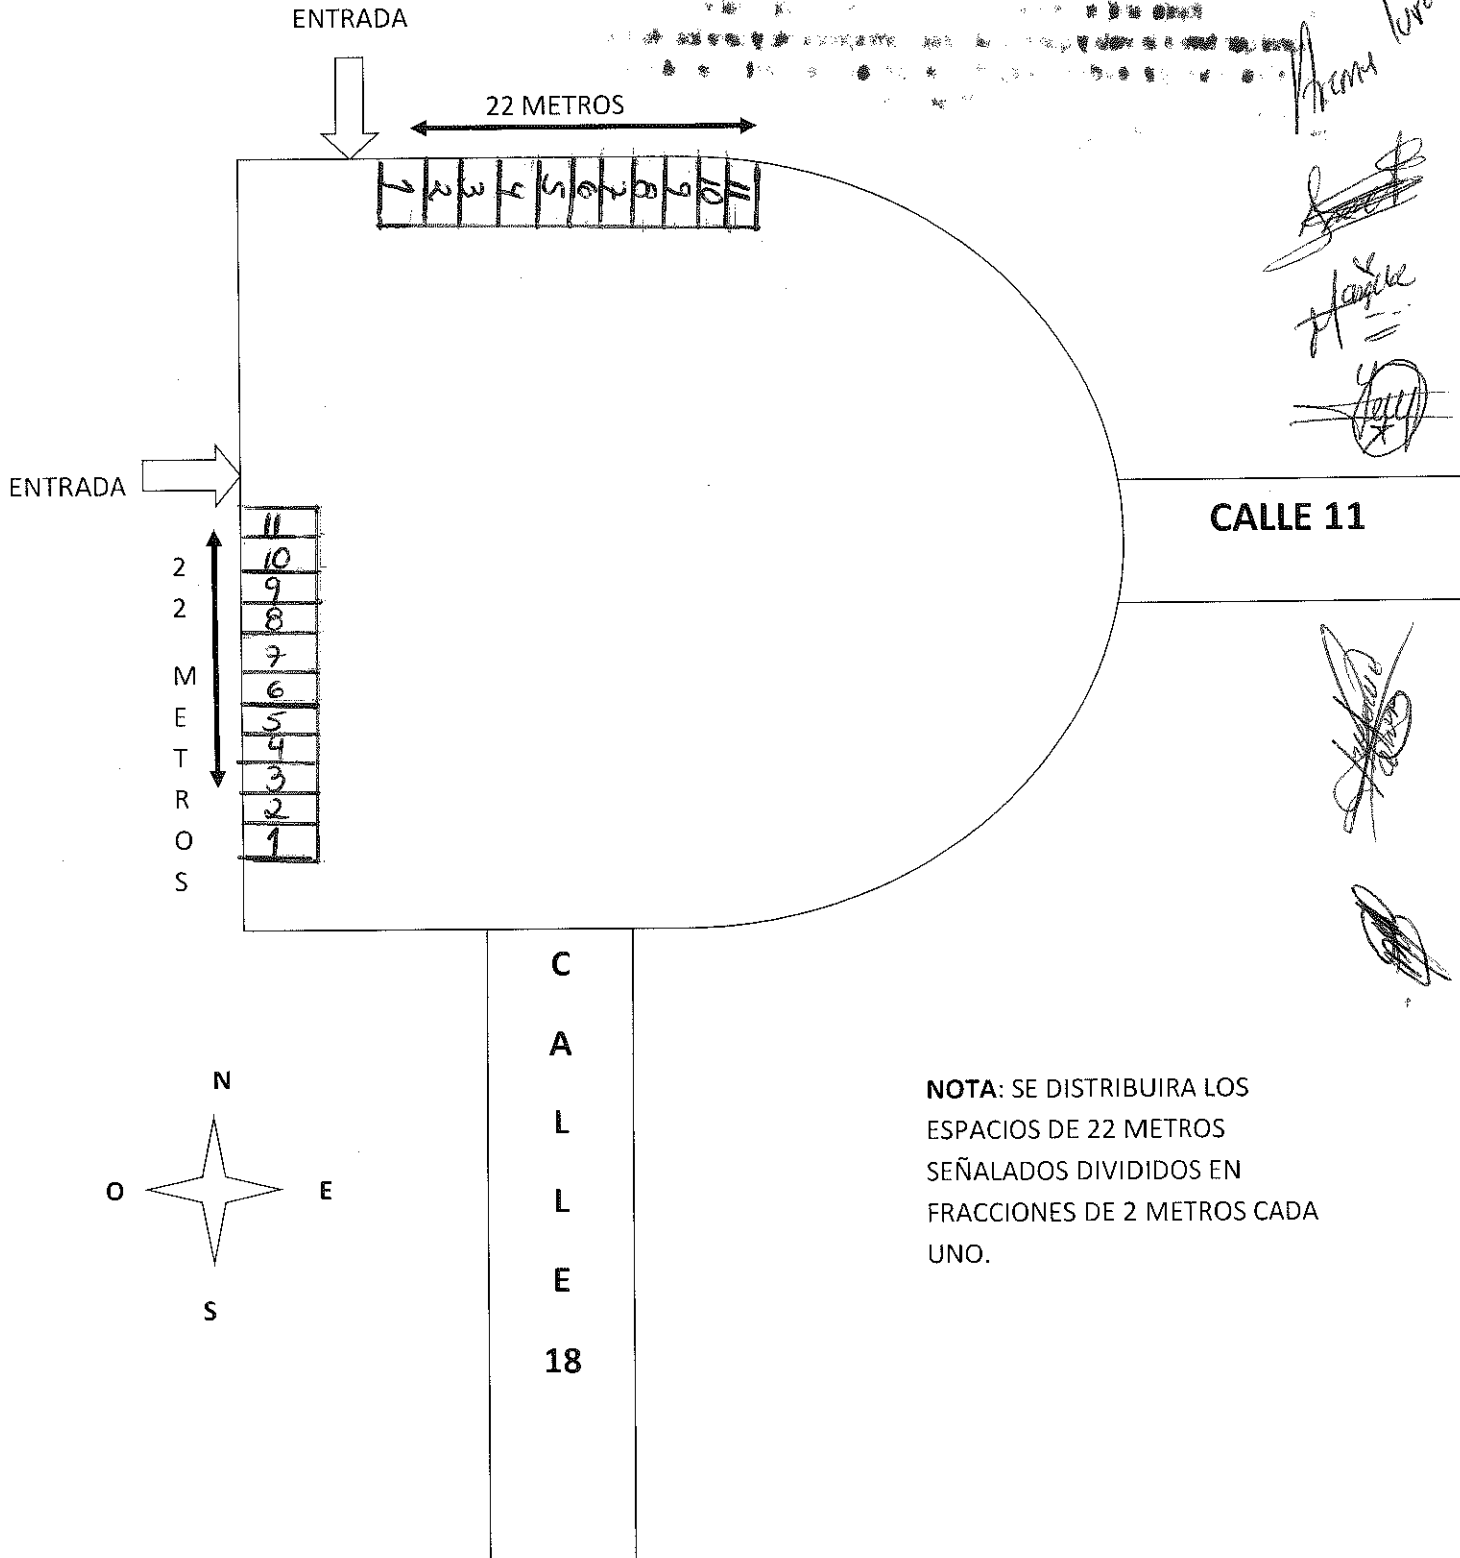 ENTRADA
22 METROS
1 2 3 4 5 6 7 8 9 10 11
ENTRADA
CALLE 11
22 METROS
11
10
9
8
7
6
5
4
3
2
1
CALLE 18
N
O E
S
NOTA: SE DISTRIBUIRA LOS
ESPACIOS DE 22 METROS
SEÑALADOS DIVIDIDOS EN
FRACCIONES DE 2 METROS CADA
UNO.